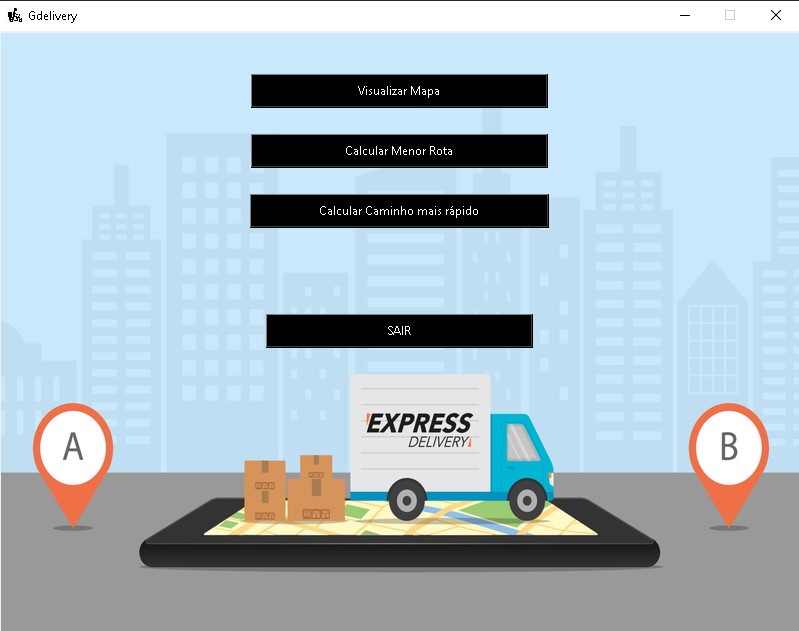 Gdelivery
Visualizar Mapa
Calcular Menor Rota
Calcular Caminho mais rápido
SAIR
EXPRESS
DELIVERY
A
B